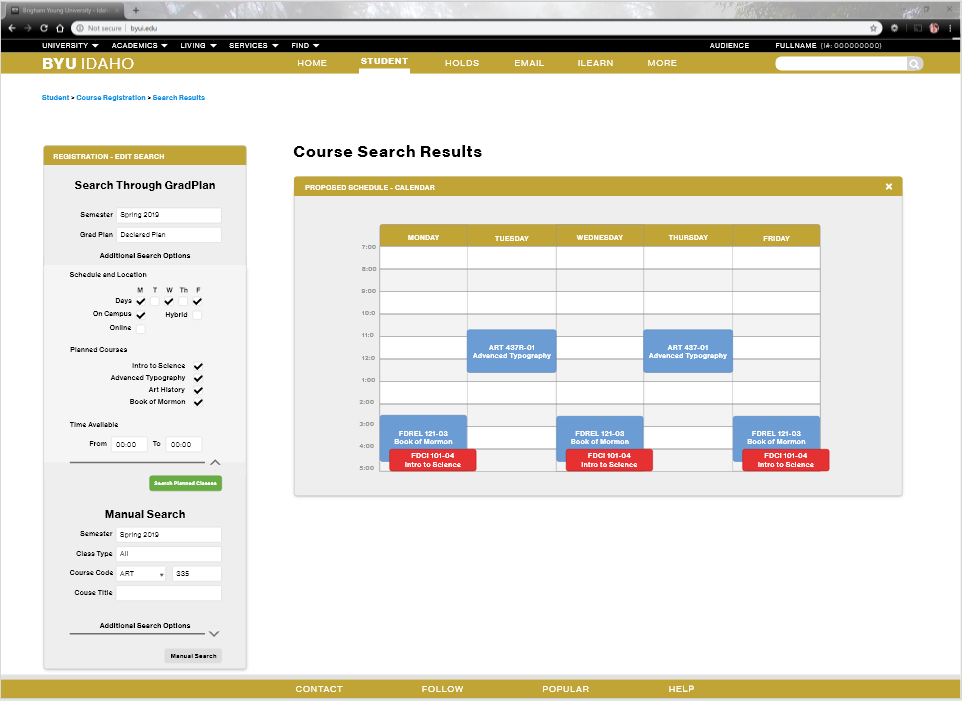 Brigham Young University - Idah
Not secure | byui.edu
UNIVERSITY ACADEMICS LIVING SERVICES FIND AUDIENCE FULLNAME (I#: 000000000)
BYU IDAHO HOME STUDENT HOLDS EMAIL ILEARN MORE
Student > Course Registration > Search Results
REGISTRATION - EDIT SEARCH
Search Through GradPlan
Semester Spring 2019
Grad Plan Declared Plan
Additional Search Options
Schedule and Location
M T W Th F
Days
On Campus Hybrid
Online
Planned Courses
Intro to Science
Advanced Typography
Art History
Book of Mormon
Time Available
From 00:00 To 00:00
Search Planned Classes
Manual Search
Semester Spring 2019
Class Type All
Course Code ART 335
Couse Title
Additional Search Options
Manual Search
Course Search Results
PROPOSED SCHEDULE - CALENDAR
MONDAY TUESDAY WEDNESDAY THURSDAY FRIDAY
7:00
8:00
9:00
10:0
11:0
ART 437R-01 ART 437-01
Advanced Typography Advanced Typography
12:0
1:00
2:00
3:00
FDREL 121-03 FDREL 121-03 FDREL 121-03
Book of Mormon Book of Mormon Book of Mormon
4:00
FDCI 101-04 FDCI 101-04 FDCI 101-04
Intro to Science Intro to Science Intro to Science
5:00
CONTACT FOLLOW POPULAR HELP